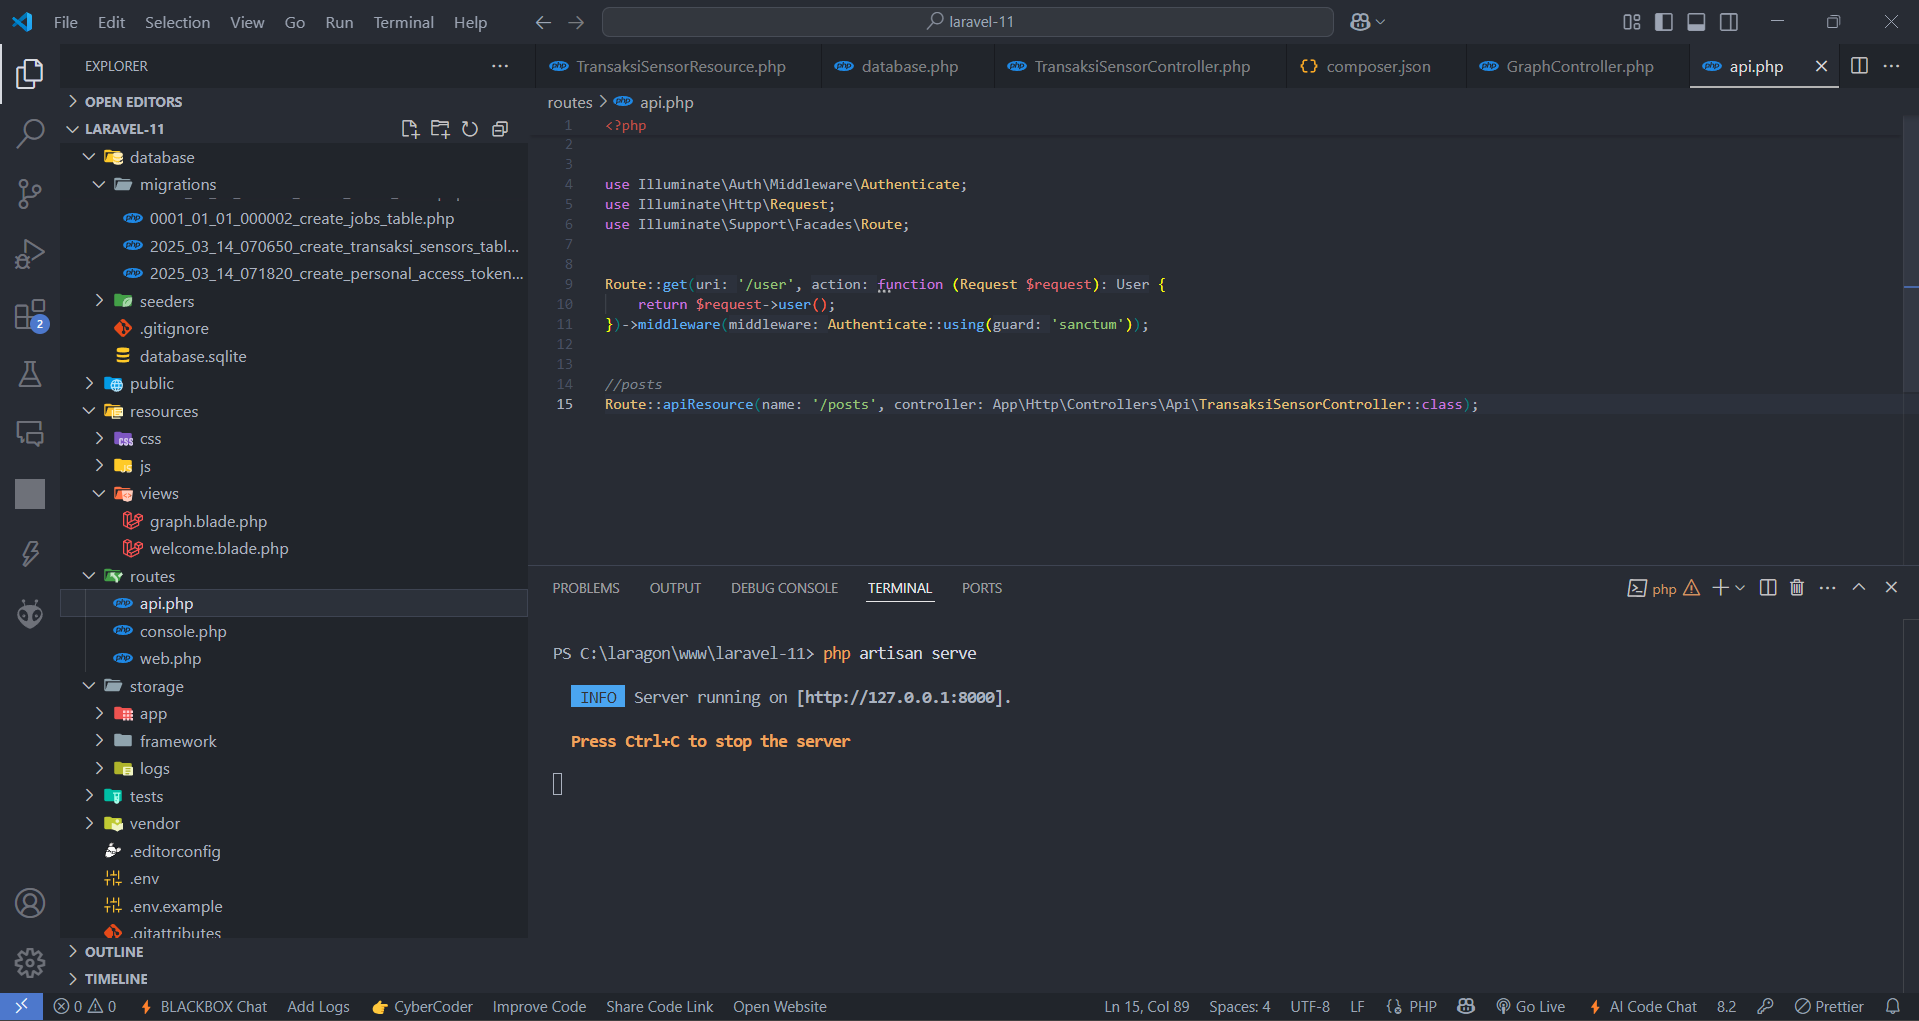 File Edit Selection View Go Run Terminal Help
laravel-11
EXPLORER
OPEN EDITORS
LARAVEL-11
database
migrations
0001_01_01_000002_create_jobs_table.php
2025_03_14_070650_create_transaksi_sensors_tabl...
2025_03_14_071820_create_personal_access_token...
seeders
.gitignore
database.sqlite
public
resources
css
js
views
graph.blade.php
welcome.blade.php
routes
api.php
console.php
web.php
storage
app
framework
logs
tests
vendor
.editorconfig
.env
.env.example
.gitattributes
OUTLINE
TIMELINE
TransaksiSensorResource.php database.php TransaksiSensorController.php composer.json GraphController.php api.php
routes > api.php
1 <?php
2
3
4 use Illuminate\Auth\Middleware\Authenticate;
5 use Illuminate\Http\Request;
6 use Illuminate\Support\Facades\Route;
7
8
9 Route::get(uri: '/user', action: function (Request $request): User {
10 return $request->user();
11 })->middleware(middleware: Authenticate::using(guard: 'sanctum'));
12
13
14 //posts
15 Route::apiResource(name: '/posts', controller: App\Http\Controllers\Api\TransaksiSensorController::class);
PROBLEMS OUTPUT DEBUG CONSOLE TERMINAL PORTS
php
PS C:\laragon\www\laravel-11> php artisan serve
INFO Server running on [http://127.0.0.1:8000].
Press Ctrl+C to stop the server
2
0 0 BLACKBOX Chat Add Logs CyberCoder Improve Code Share Code Link Open Website
Ln 15, Col 89 Spaces: 4 UTF-8 LF {} PHP Go Live AI Code Chat 8.2 Prettier